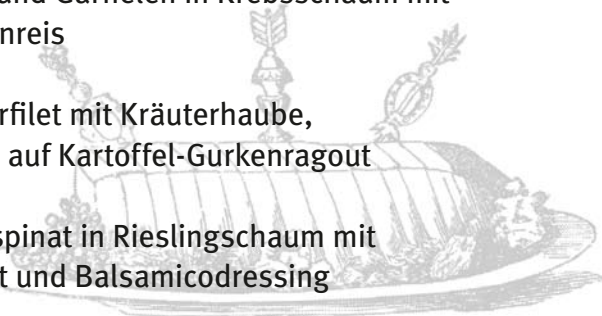 und Garnelen in Krebsschaum mit
nreis
rfilet mit Kräuterhaube,
auf Kartoffel-Gurkenragout
spinat in Rieslingschaum mit
t und Balsamicodressing